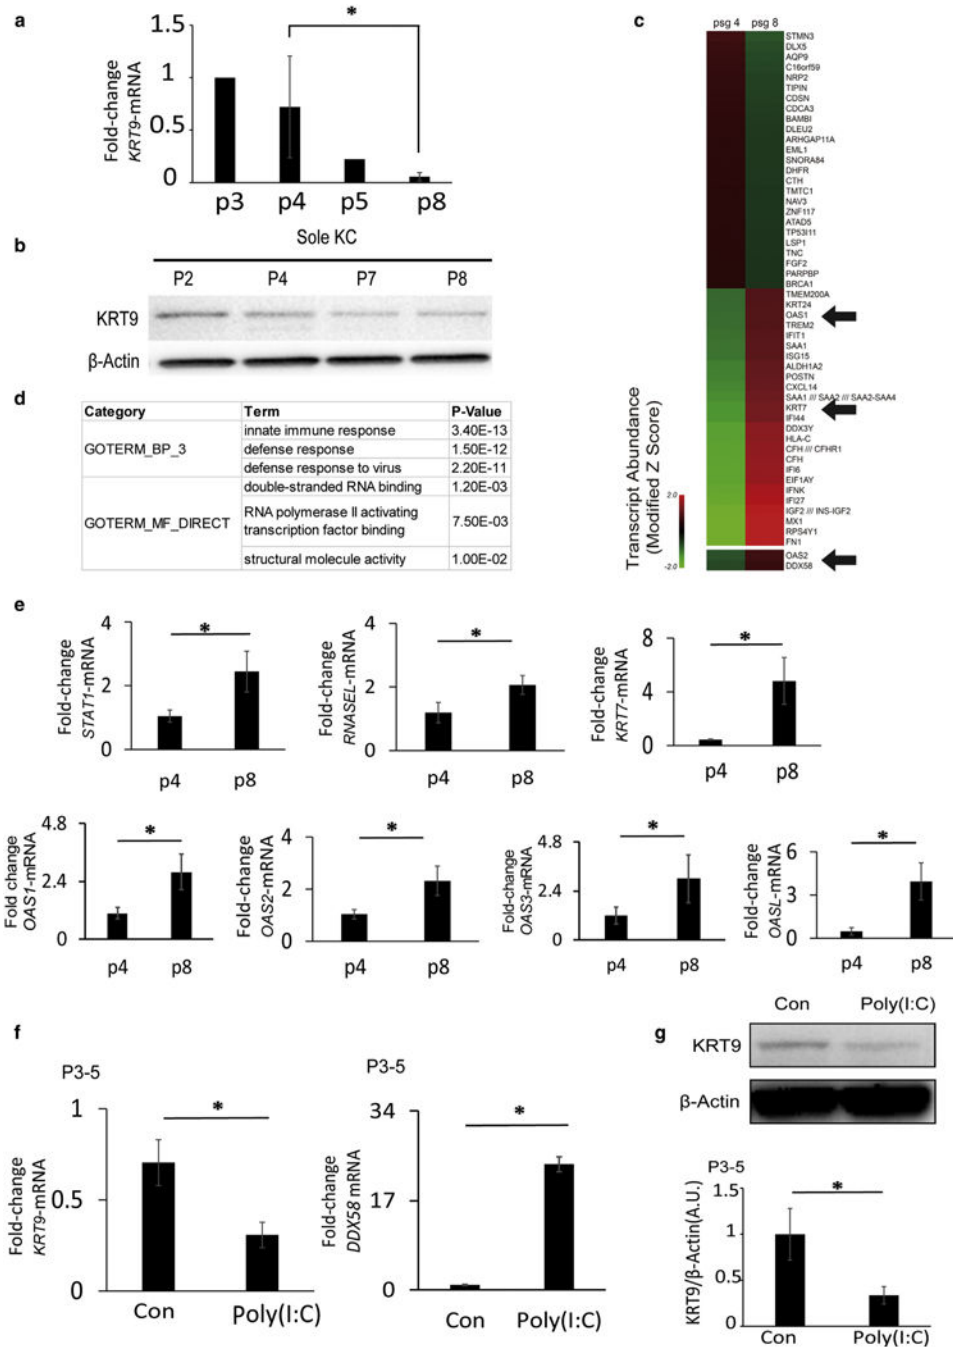 a
Fold-change
KRT9-mRNA
1.5
1
0.5
0
*
p3 p4 p5 p8
b
Sole KC
P2 P4 P7 P8
KRT9
β-Actin
c
psg 4 psg 8
STMN3
DLX5
AQP9
C16orf59
NRP2
TIPIN
CDSN
CDCA3
BAMBI
DLEU2
ARHGAP11A
EML1
SNORA84
DHFR
CTH
TMTC1
NAV3
ZNF117
ATAD5
TP53I11
LSP1
TNC
FGF2
PARPBP
BRCA1
TMEM200A
KRT24
OAS1
TREM2
IFIT1
SAA1
ISG15
ALDH1A2
POSTN
CXCL14
SAA1 /// SAA2 /// SAA2-SAA4
KRT7
IFI44
DDX3Y
HLA-C
CFH /// CFHR1
CFH
IFI6
EIF1AY
IFNK
IFI27
IGF2 /// INS-IGF2
MX1
RPS4Y1
FN1
OAS2
DDX58
Transcript Abundance
(Modified Z Score)
2.0
-2.0
d
Category Term P-Value
GOTERM_BP_3
innate immune response 3.40E-13
defense response 1.50E-12
defense response to virus 2.20E-11
GOTERM_MF_DIRECT
double-stranded RNA binding 1.20E-03
RNA polymerase II activating
transcription factor binding 7.50E-03
structural molecule activity 1.00E-02
e
Fold-change
STAT1-mRNA
4
2
0
*
p4 p8
Fold-change
RNASEL-mRNA
4
2
0
*
p4 p8
Fold-change
KRT7-mRNA
8
4
0
*
p4 p8
Fold change
OAS1-mRNA
4.8
2.4
0
*
p4 p8
Fold-change
OAS2-mRNA
4
2
0
*
p4 p8
Fold-change
OAS3-mRNA
4.8
2.4
0
*
p4 p8
Fold-change
OASL-mRNA
6
3
0
*
p4 p8
f
P3-5
Fold-change
KRT9-mRNA
1
0.5
0
*
Con Poly(I:C)
P3-5
Fold-change
DDX58 mRNA
34
17
0
*
Con Poly(I:C)
g
Con Poly(I:C)
KRT9
β-Actin
P3-5
KRT9/β-Actin(A.U.)
1.5
1
0.5
0
*
Con Poly(I:C)